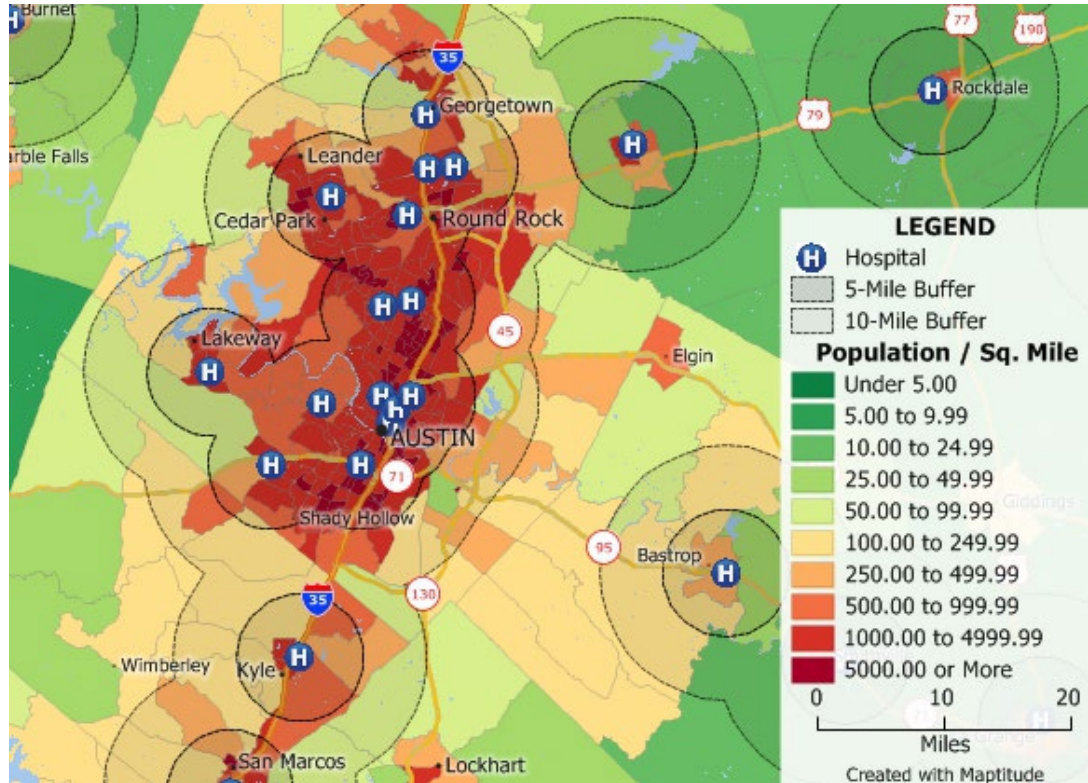 Burnet
35
77
190
H
Georgetown
H
Rockdale
79
H
Leander
H
H
H
Cedar Park
H
Round Rock
H
H
45
Lakeway
H
Elgin
H
H
H
H
AUSTIN
H
H
71
Shady Hollow
95
Bastrop
H
35
130
Wimberley
Kyle
H
San Marcos
Lockhart
arble Falls
LEGEND
H Hospital
5-Mile Buffer
10-Mile Buffer
Population / Sq. Mile
Under 5.00
5.00 to 9.99
10.00 to 24.99
25.00 to 49.99
50.00 to 99.99
100.00 to 249.99
250.00 to 499.99
500.00 to 999.99
1000.00 to 4999.99
5000.00 or More
Giddings
0 10 20
Miles
Created with Maptitude